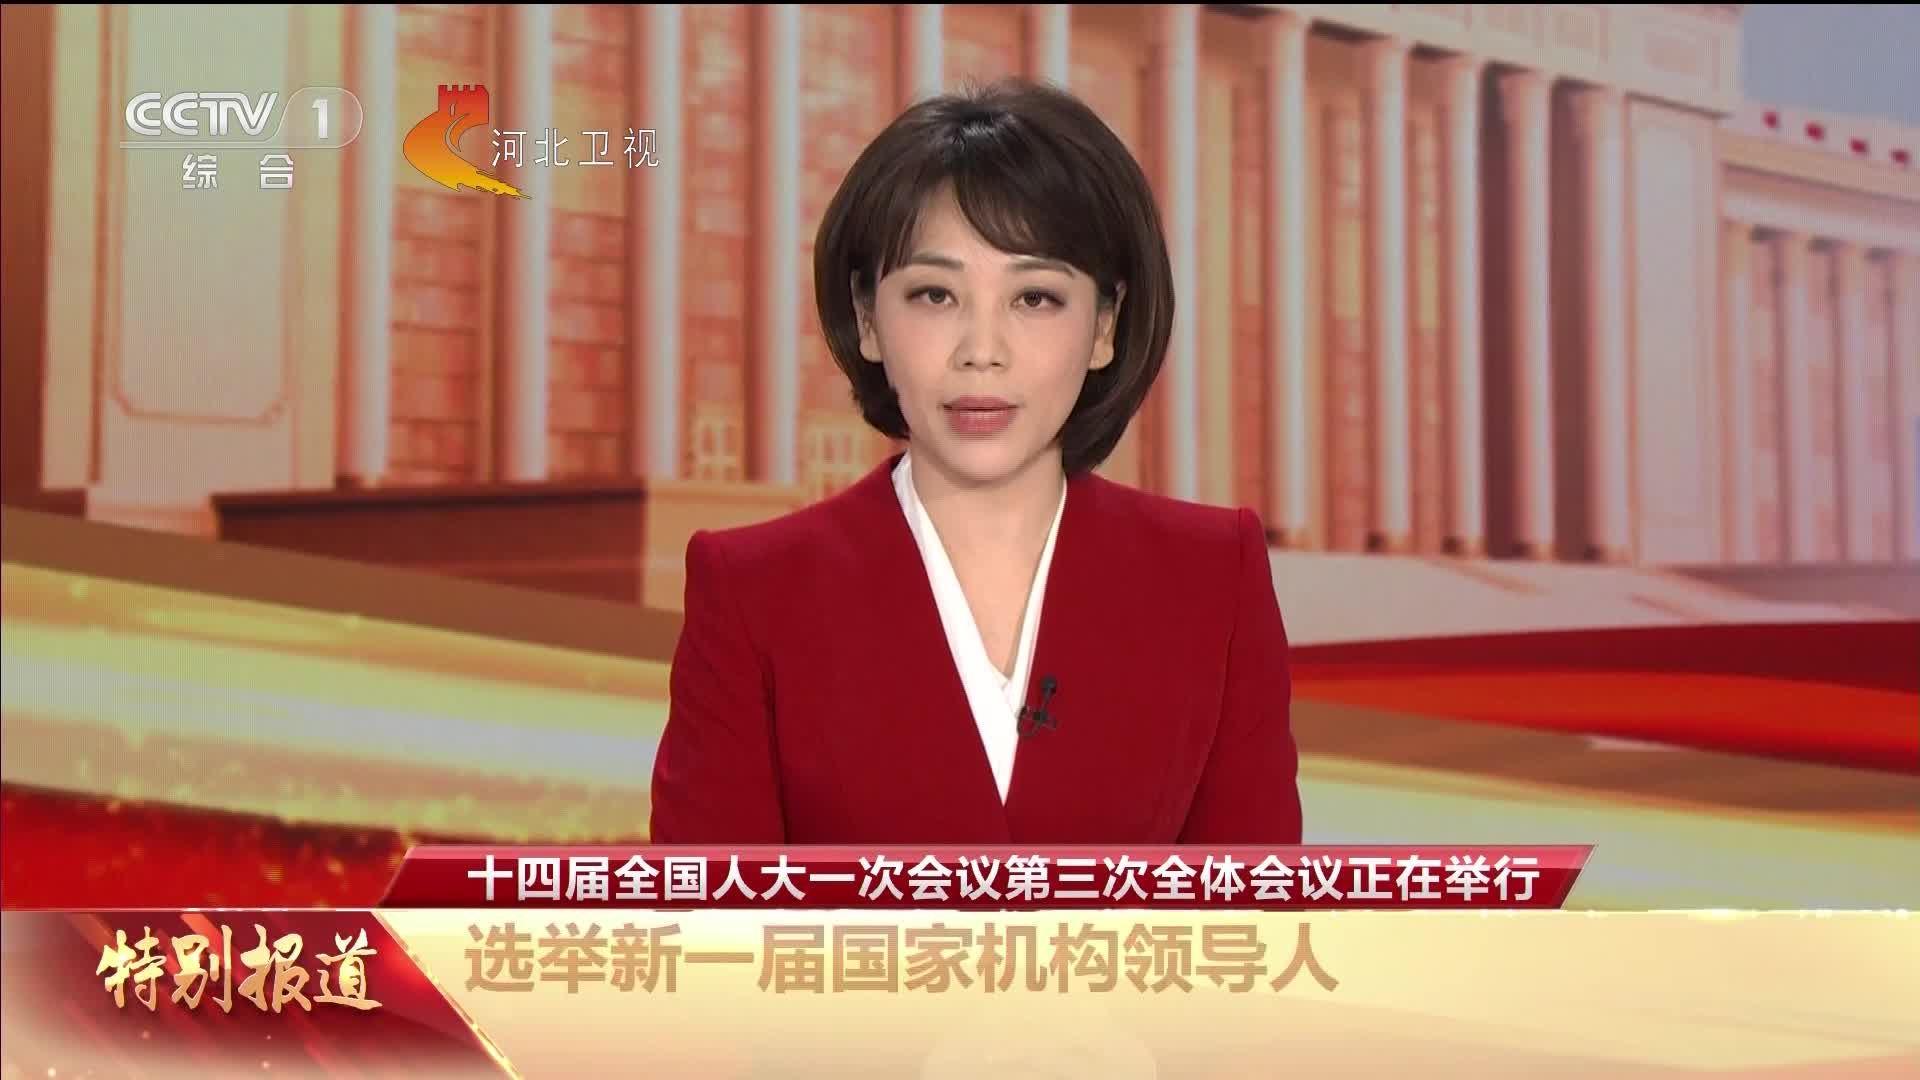 CCTV 1
综合
河北卫视
十四届全国人大一次会议第三次全体会议正在举行
特别报道
选举新一届国家机构领导人